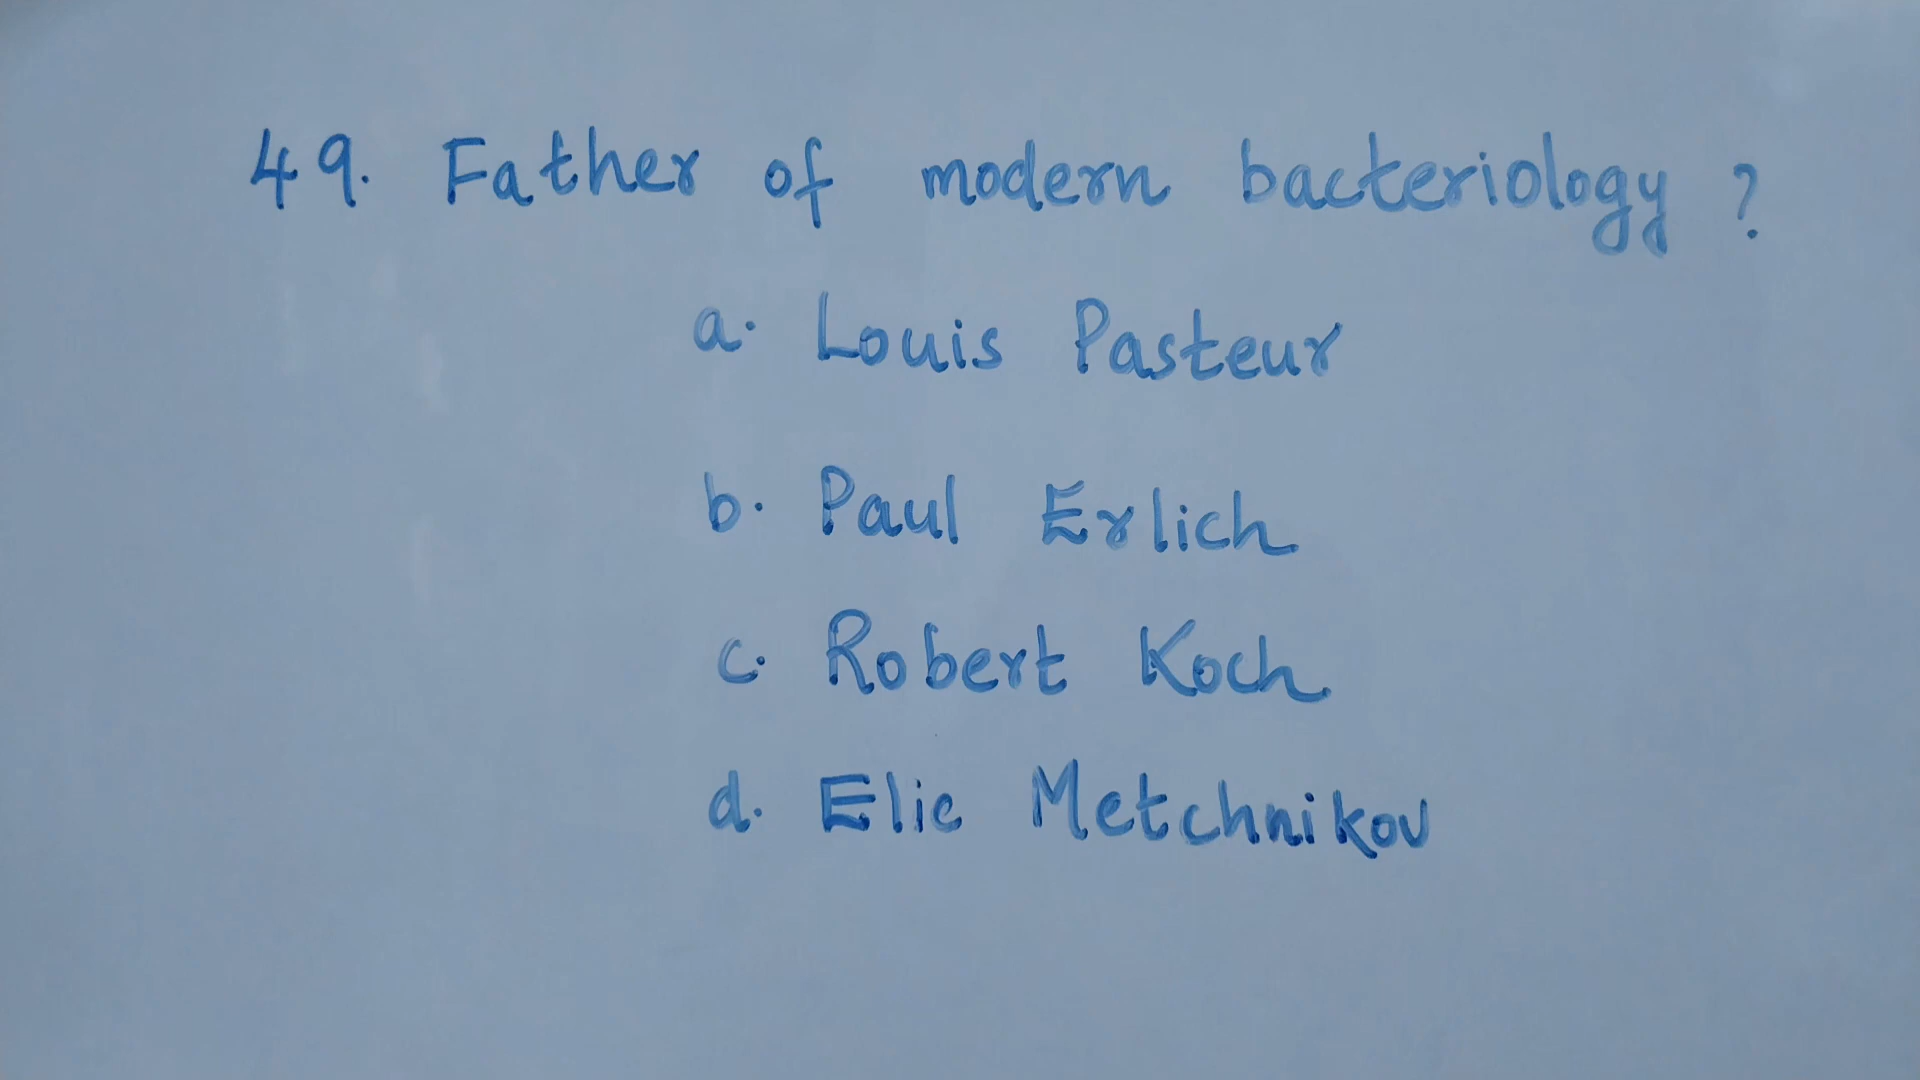 49. Father of modern bacteriology ?
a. Louis Pasteur
b. Paul Erlich
c. Robert Koch
d. Elie Metchnikov